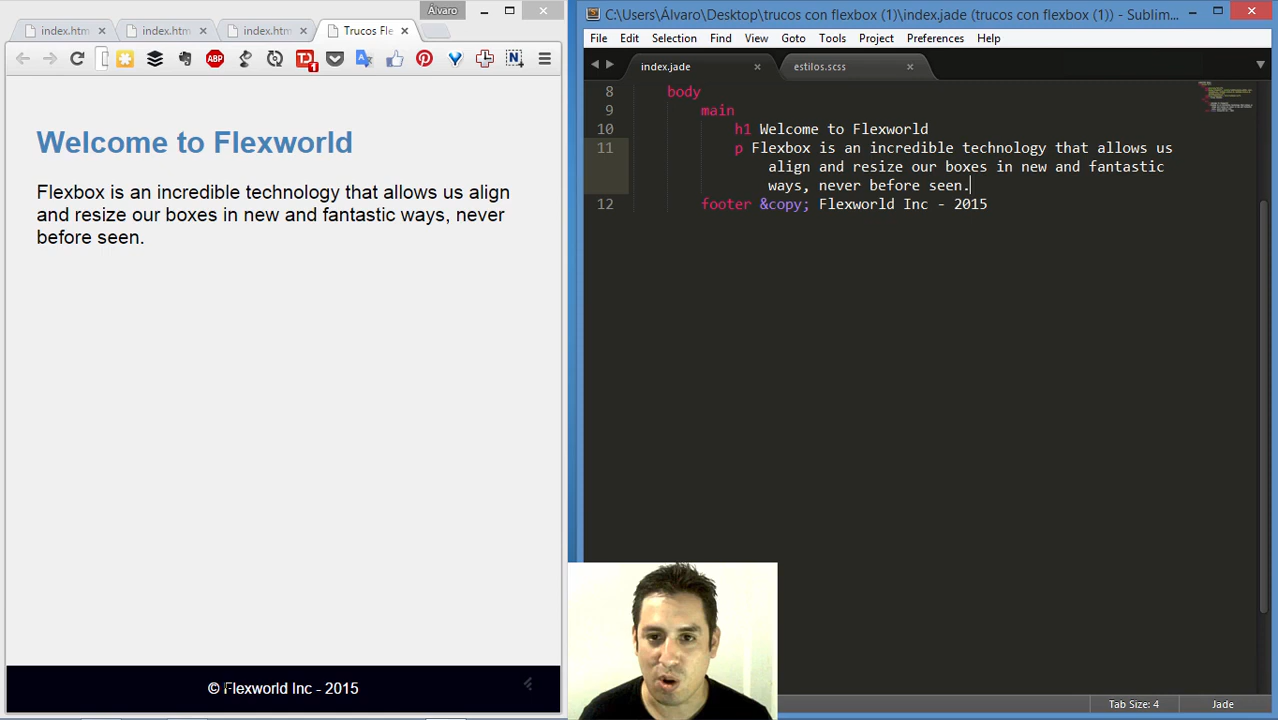 Álvaro
index.htm
index.htm
index.htm
Trucos Fle
ABP
TD
1
N
Welcome to Flexworld
Flexbox is an incredible technology that allows us align
and resize our boxes in new and fantastic ways, never
before seen.
© Flexworld Inc - 2015
C:\Users\Álvaro\Desktop\trucos con flexbox (1)\index.jade (trucos con flexbox (1)) - Sublim...
File Edit Selection Find View Goto Tools Project Preferences Help
index.jade
estilos.scss
8 body
9 main
10 h1 Welcome to Flexworld
11 p Flexbox is an incredible technology that allows us
align and resize our boxes in new and fantastic
ways, never before seen.
12 footer &copy; Flexworld Inc - 2015
Tab Size: 4 Jade